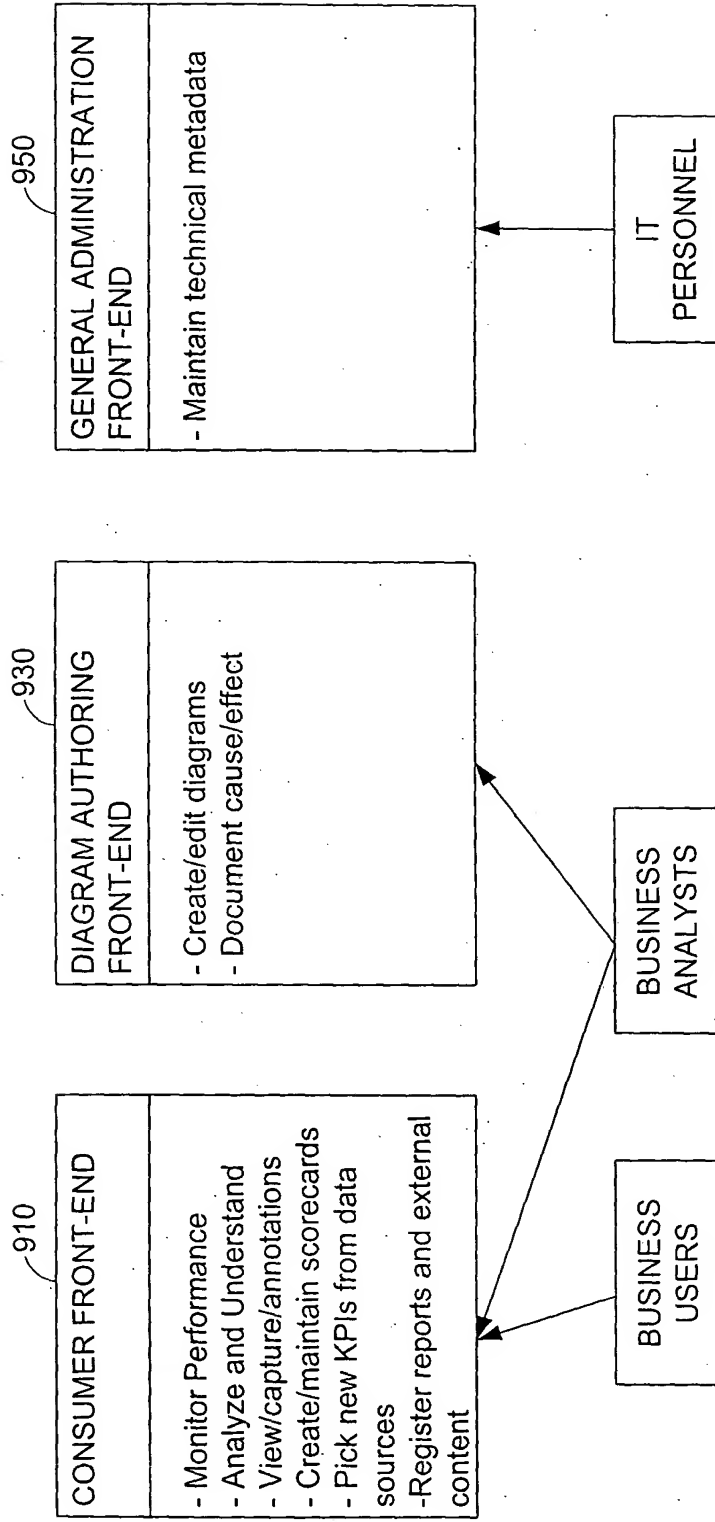 910
CONSUMER FRONT-END
- Monitor Performance
- Analyze and Understand
- View/capture/annotations
- Create/maintain scorecards
- Pick new KPIs from data
sources
-Register reports and external
content
930
DIAGRAM AUTHORING
FRONT-END
- Create/edit diagrams
- Document cause/effect
950
GENERAL ADMINISTRATION
FRONT-END
- Maintain technical metadata
BUSINESS
USERS
BUSINESS
ANALYSTS
IT
PERSONNEL